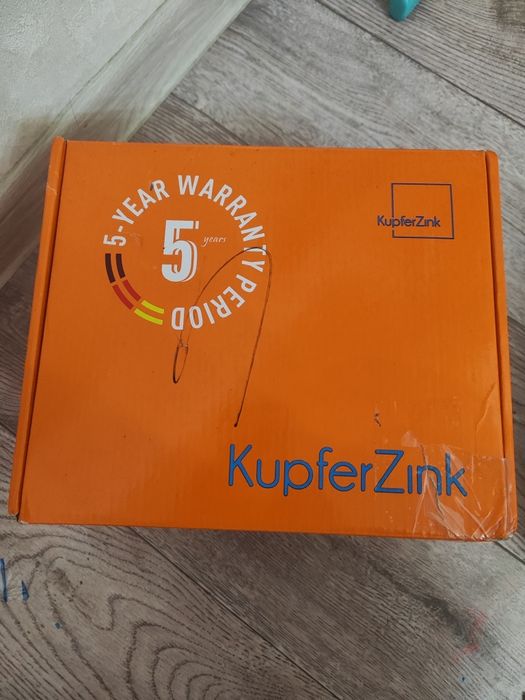 5-YEAR WARRANTY PERIOD
5 years
KupferZink
KupferZink